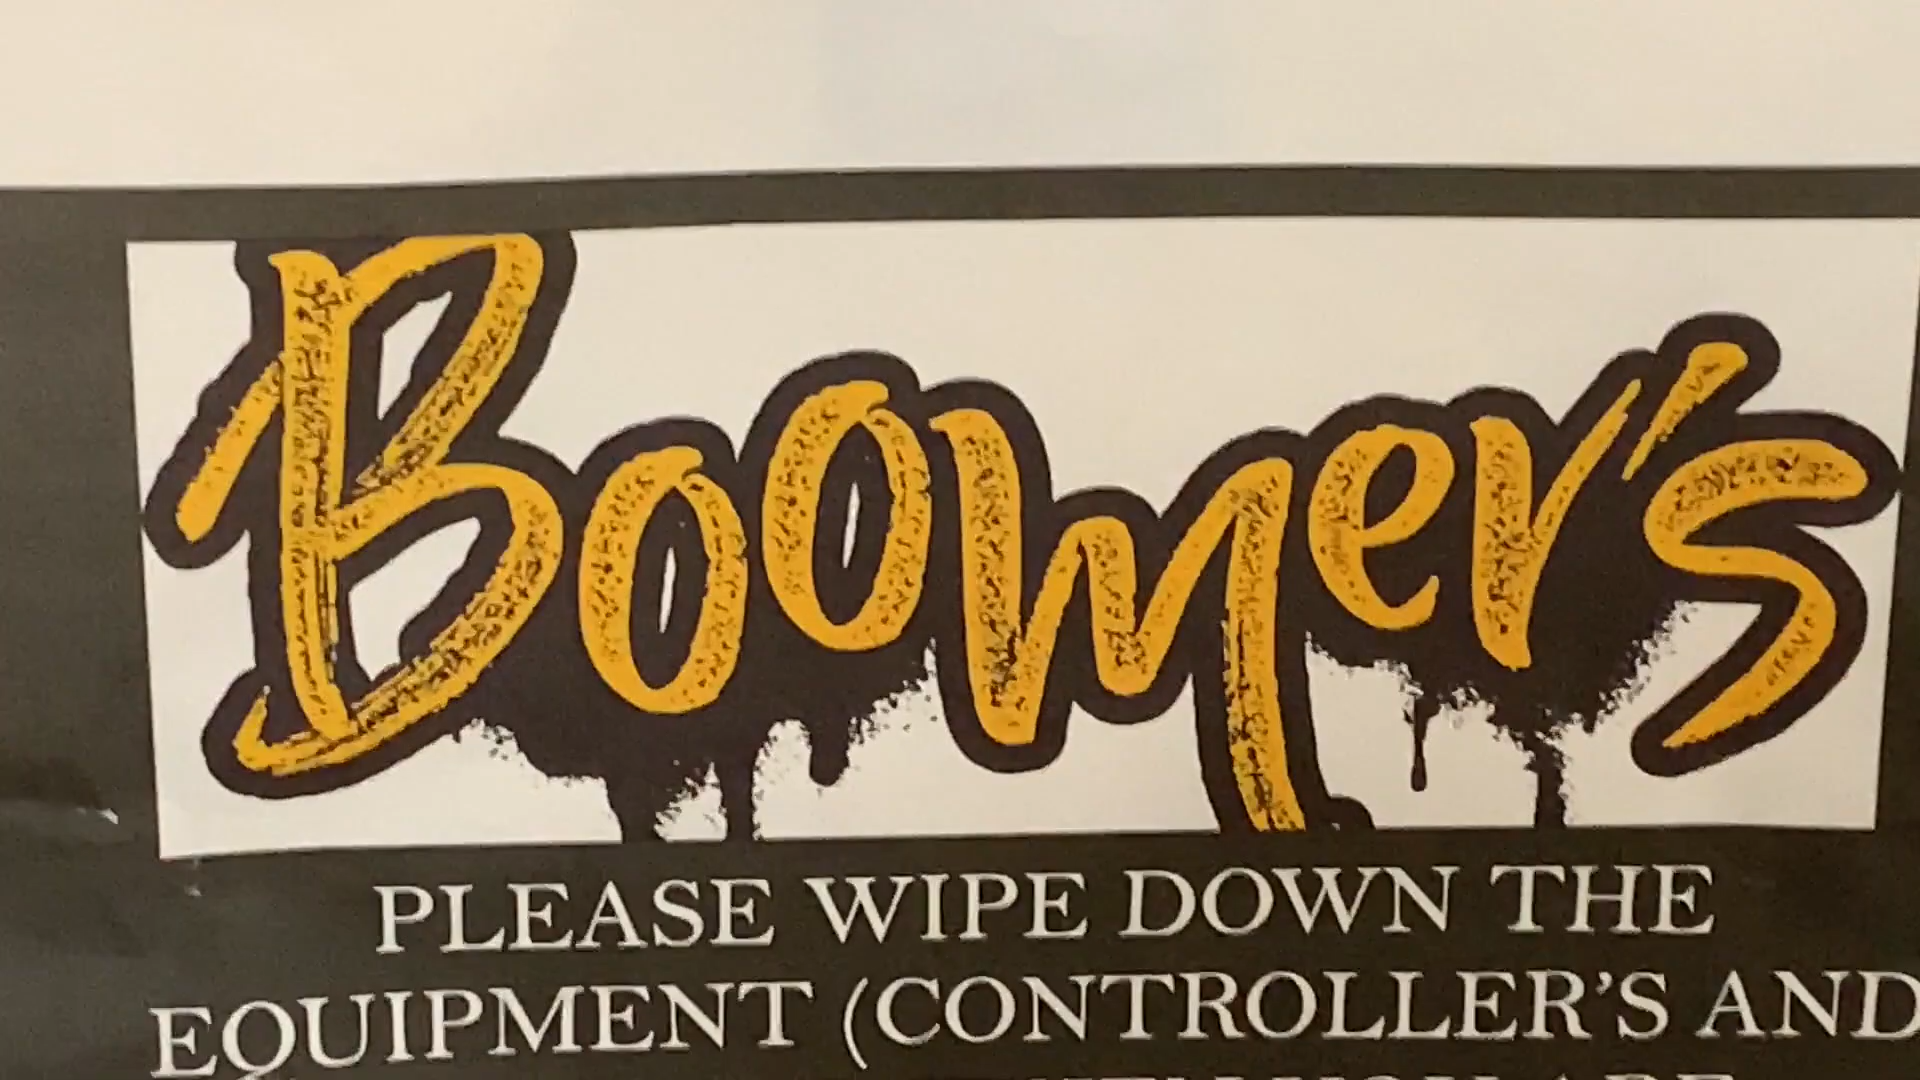 Boomer's
PLEASE WIPE DOWN THE
EQUIPMENT (CONTROLLER'S AND